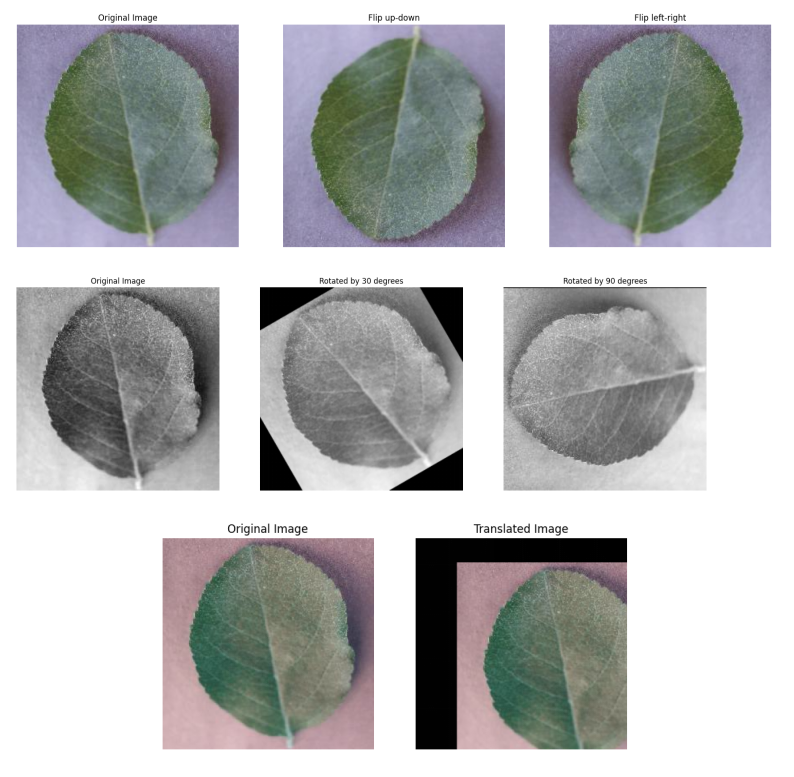 Original Image
Flip up-down
Flip left-right
Original Image
Rotated by 30 degrees
Rotated by 90 degrees
Original Image
Translated Image